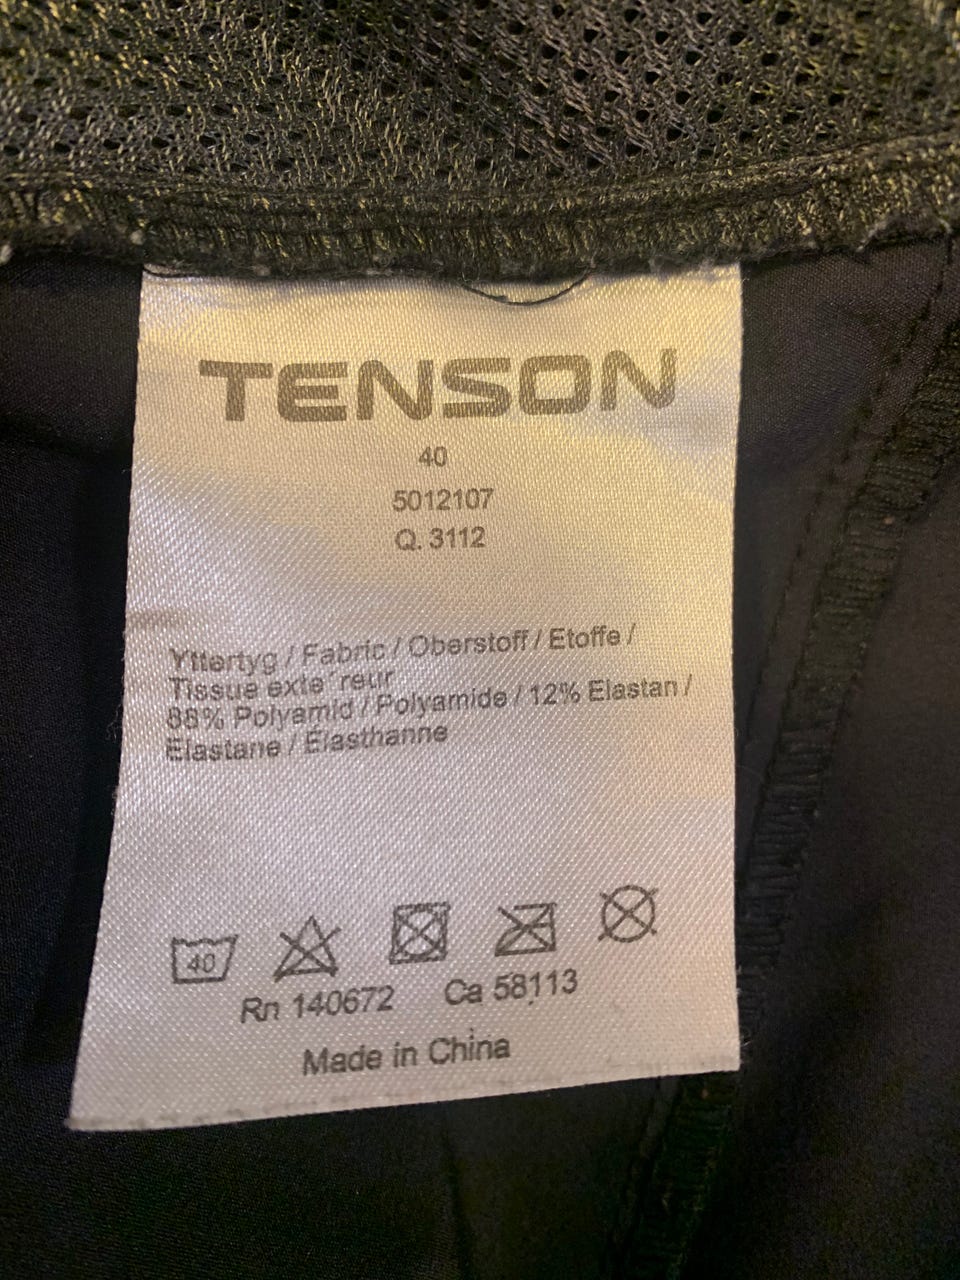 TENSON
40
5012107
Q. 3112
Yttertyg / Fabric / Oberstoff / Etoffe /
Tissue exte´reur
88% Polyamid / Polyamide / 12% Elastan /
Elastane / Elasthanne
40
Rn 140672 Ca 58113
Made in China